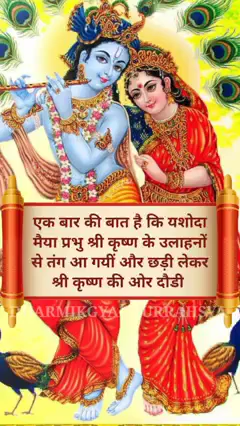 एक बार की बात है कि यशोदा
मैया प्रभु श्री कृष्ण के उलाहनों
से तंग आ गयीं और छड़ी लेकर
श्री कृष्ण की ओर दौडी